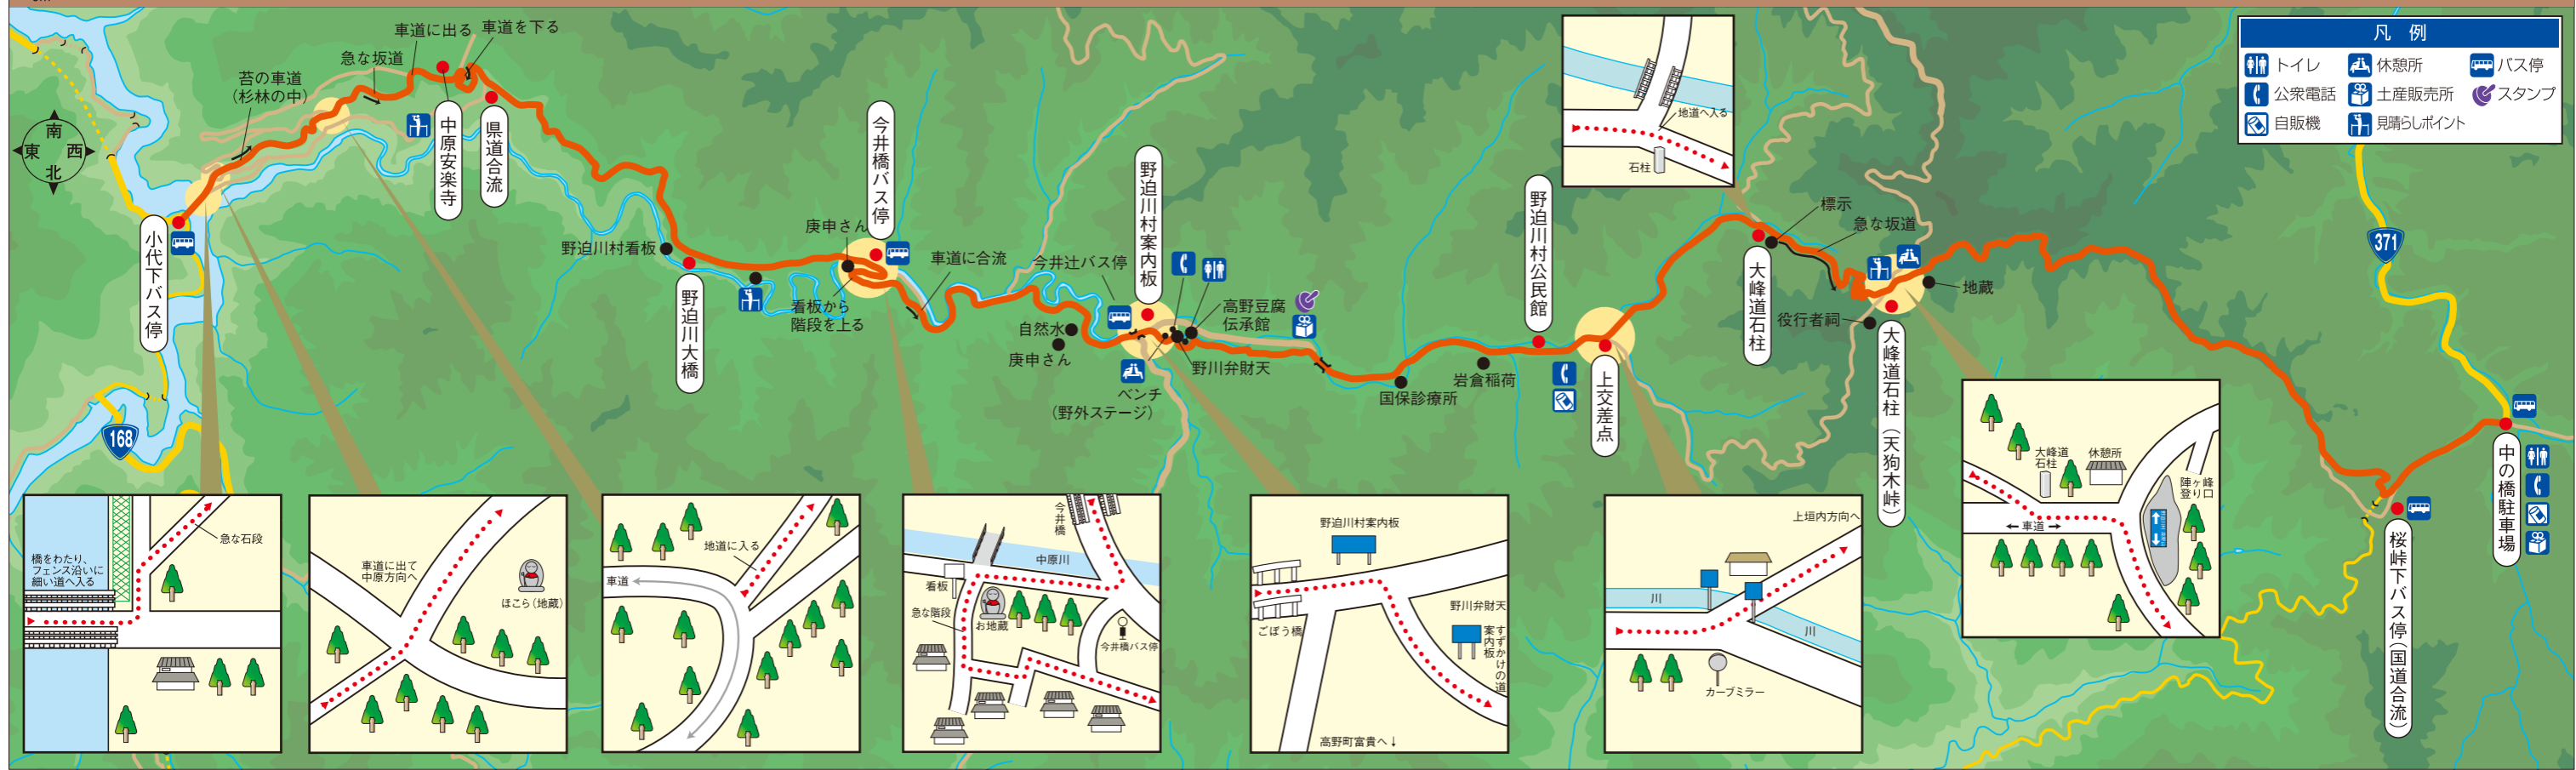 凡 例
トイレ
休憩所
バス停
公衆電話
土産販売所
スタンプ
自販機
見晴らしポイント
南
東 西
北
168
371
小代下バス停
苔の車道
（杉林の中）
急な坂道
車道に出る
車道を下る
中原安楽寺
県道合流
野迫川村看板
野迫川大橋
庚申さん
今井橋バス停
看板から
階段を上る
車道に合流
今井辻バス停
自然水
庚申さん
野迫川村案内板
ベンチ
（野外ステージ）
高野豆腐
伝承館
野川弁財天
国保診療所
岩倉稲荷
野迫川村公民館
上交差点
地道へ入る
石柱
大峰道石柱
標示
急な坂道
役行者祠
地蔵
大峰道石柱（天狗木峠）
中の橋駐車場
桜峠下バス停（国道合流）
橋をわたり、
フェンス沿いに
細い道へ入る
急な石段
車道に出て
中原方向へ
ほこら（地蔵）
地道に入る
車道
今井橋
中原川
看板
急な階段
お地蔵
今井橋バス停
野迫川村案内板
ごぼう橋
野川弁財天
すずかけの道
案内板
高野町富貴へ↓
上垣内方向へ
川
川
カーブミラー
大峰道
石柱
休憩所
陣ヶ峰
登り口
←車道→